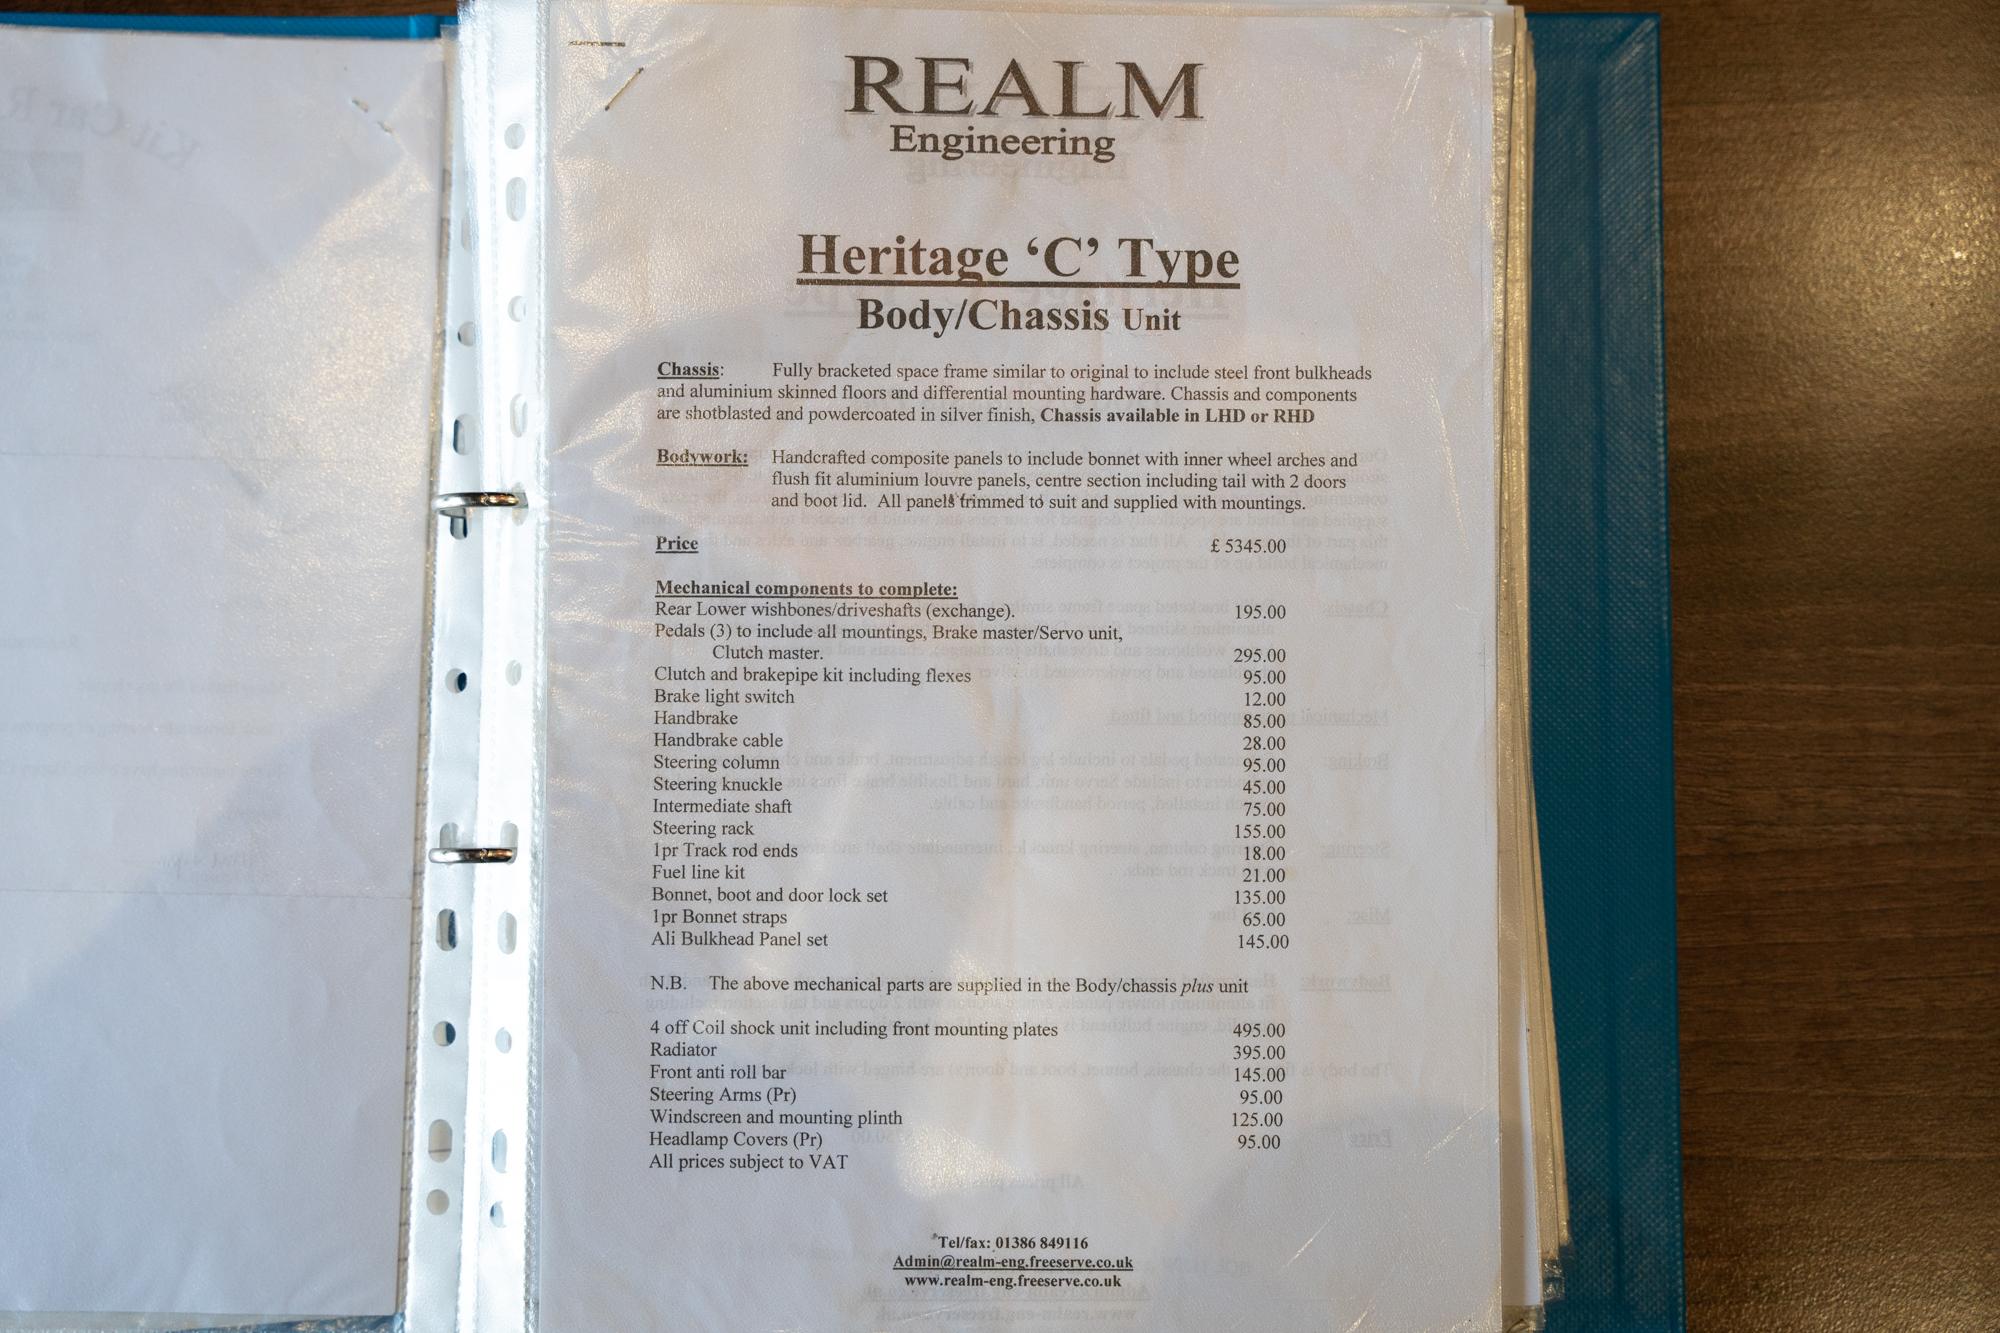 Kit Car R
REALM
Engineering
Heritage ‘C’ Type
Body/Chassis Unit
Chassis: Fully bracketed space frame similar to original to include steel front bulkheads
and aluminium skinned floors and differential mounting hardware. Chassis and components
are shotblasted and powdercoated in silver finish, Chassis available in LHD or RHD
Bodywork: Handcrafted composite panels to include bonnet with inner wheel arches and
flush fit aluminium louvre panels, centre section including tail with 2 doors
and boot lid. All panels trimmed to suit and supplied with mountings.
Price £ 5345.00
Mechanical components to complete:
Rear Lower wishbones/driveshafts (exchange). 195.00
Pedals (3) to include all mountings, Brake master/Servo unit,
Clutch master. 295.00
Clutch and brakepipe kit including flexes 95.00
Brake light switch 12.00
Handbrake 85.00
Handbrake cable 28.00
Steering column 95.00
Steering knuckle 45.00
Intermediate shaft 75.00
Steering rack 155.00
1pr Track rod ends 18.00
Fuel line kit 21.00
Bonnet, boot and door lock set 135.00
1pr Bonnet straps 65.00
Ali Bulkhead Panel set 145.00
N.B. The above mechanical parts are supplied in the Body/chassis plus unit
4 off Coil shock unit including front mounting plates 495.00
Radiator 395.00
Front anti roll bar 145.00
Steering Arms (Pr) 95.00
Windscreen and mounting plinth 125.00
Headlamp Covers (Pr) 95.00
All prices subject to VAT
Tel/fax: 01386 849116
Admin@realm-eng.freeserve.co.uk
www.realm-eng.freeserve.co.uk